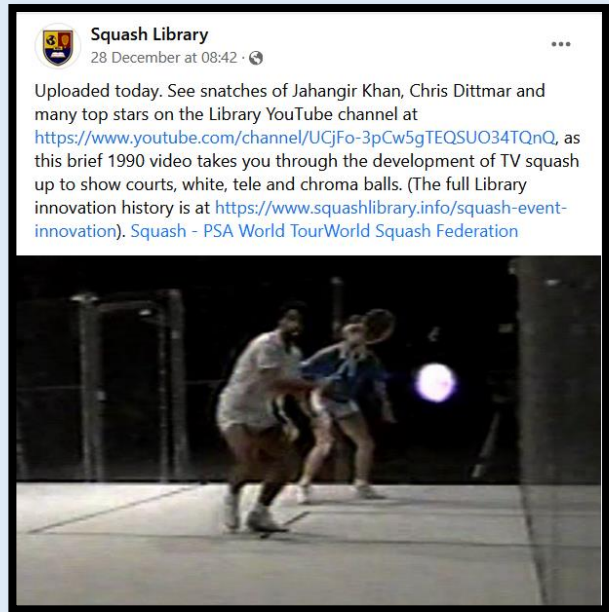 Squash Library
28 December at 08:42 ·
Uploaded today. See snatches of Jahangir Khan, Chris Dittmar and
many top stars on the Library YouTube channel at
https://www.youtube.com/channel/UCjFo-3pCw5gTEQSUO34TQnQ, as
this brief 1990 video takes you through the development of TV squash
up to show courts, white, tele and chroma balls. (The full Library
innovation history is at https://www.squashlibrary.info/squash-event-
innovation). Squash - PSA World TourWorld Squash Federation